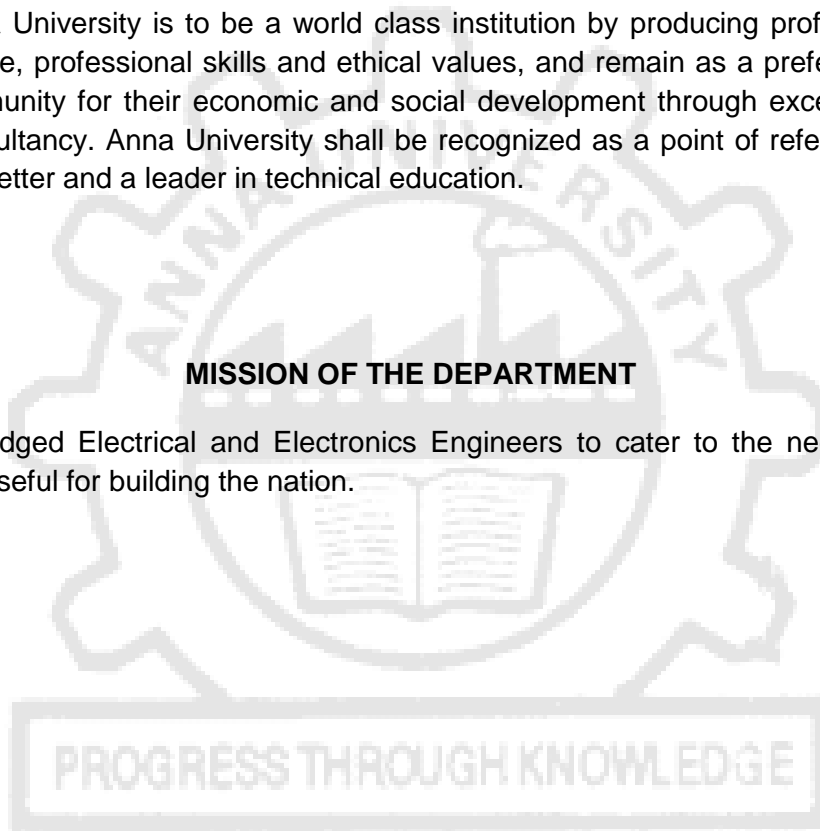 University is to be a world class institution by producing prof
e, professional skills and ethical values, and remain as a prefe
unity for their economic and social development through exce
ultancy. Anna University shall be recognized as a point of refe
etter and a leader in technical education.
ANNA UNIVERSITY
MISSION OF THE DEPARTMENT
dged Electrical and Electronics Engineers to cater to the ne
seful for building the nation.
PROGRESS THROUGH KNOWLEDGE